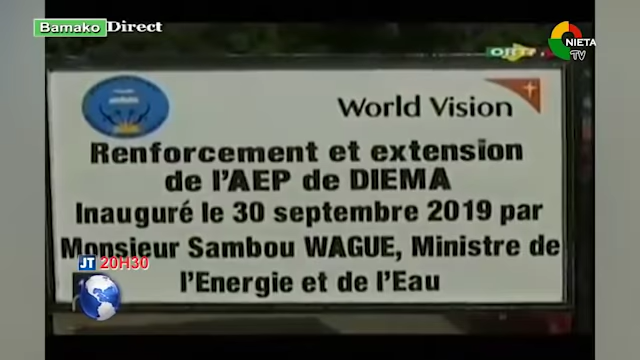 Bamako Direct
NIETA
TV
ORTM
World Vision
Renforcement et extension
de l'AEP de DIEMA
Inauguré le 30 septembre 2019 par
Monsieur Sambou WAGUE, Ministre de
l'Energie et de l'Eau
JT 20H30